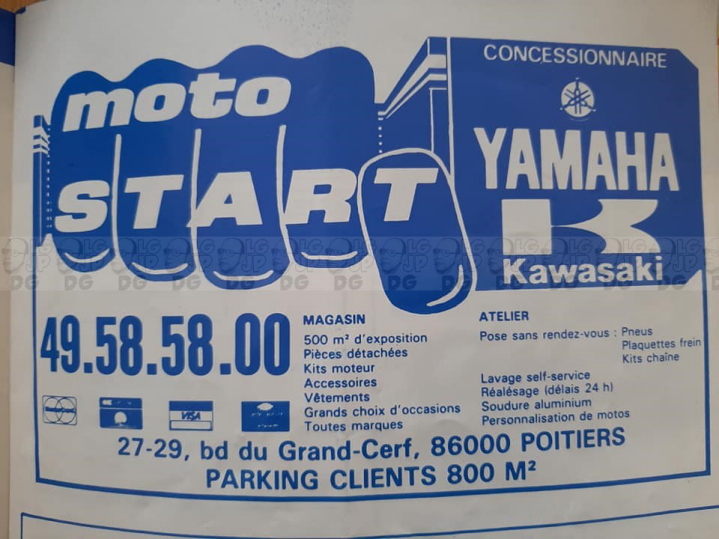 moto
START
CONCESSIONNAIRE
YAMAHA
K
Kawasaki
49.58.58.00
MasterCard
VISA
MAGASIN
500 m² d'exposition
Pièces détachées
Kits moteur
Accessoires
Vêtements
Grands choix d'occasions
Toutes marques
ATELIER
Pose sans rendez-vous : Pneus
Plaquettes frein
Kits chaîne
Lavage self-service
Réalésage (délais 24 h)
Soudure aluminium
Personnalisation de motos
27-29, bd du Grand-Cerf, 86000 POITIERS
PARKING CLIENTS 800 M²